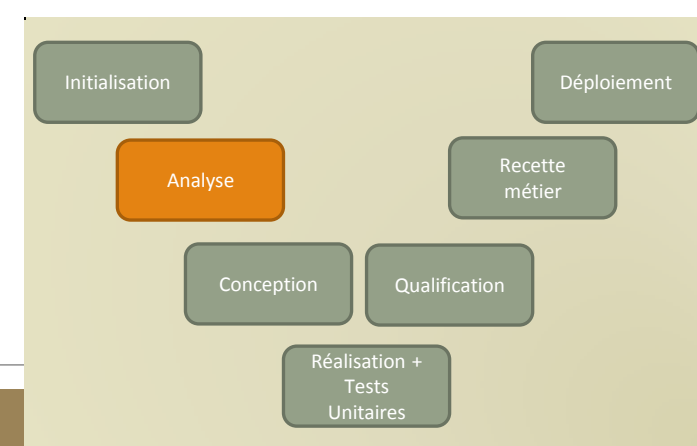 Initialisation
Déploiement
Analyse
Recette
métier
Conception
Qualification
Réalisation +
Tests
Unitaires